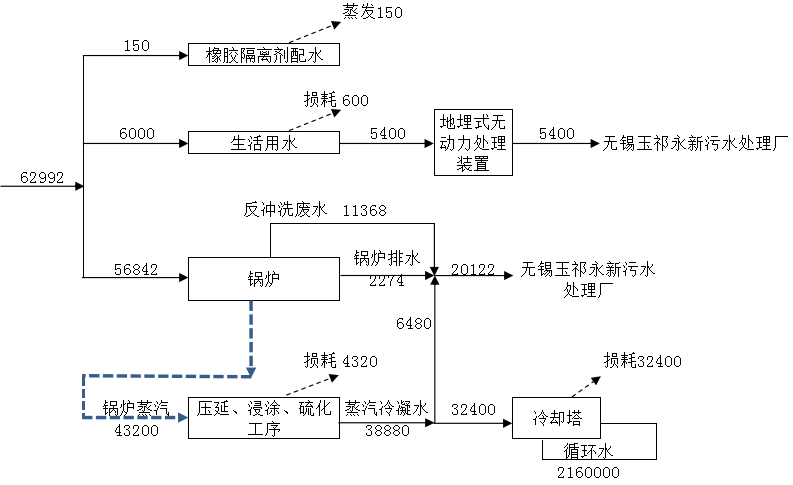 蒸发150
150
橡胶隔离剂配水
损耗 600
6000
生活用水
5400
地埋式无
动力处理
装置
5400
无锡玉祁永新污水处理厂
62992
反冲洗废水 11368
56842
锅炉
锅炉排水
2274
20122
无锡玉祁永新污水
处理厂
6480
锅炉蒸汽
43200
损耗 4320
压延、浸涂、硫化
工序
蒸汽冷凝水
38880
32400
损耗32400
冷却塔
循环水
2160000